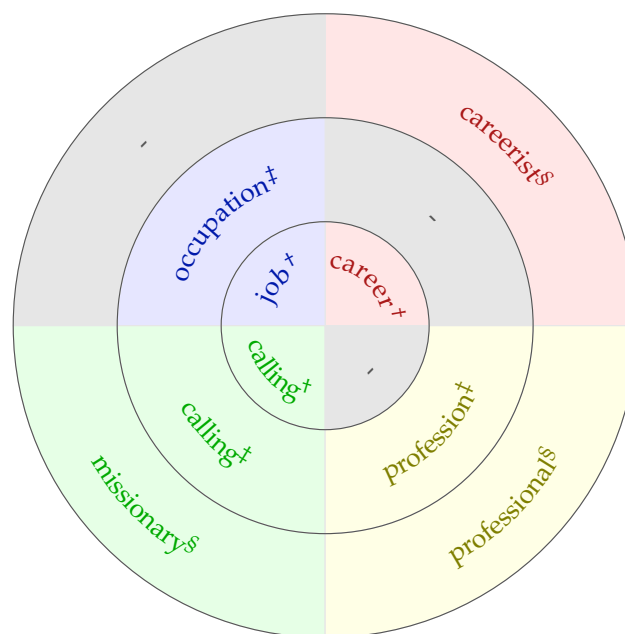 -
careerist§
occupation‡
-
job†
career†
calling†
-
calling‡
profession‡
missionary§
professional§